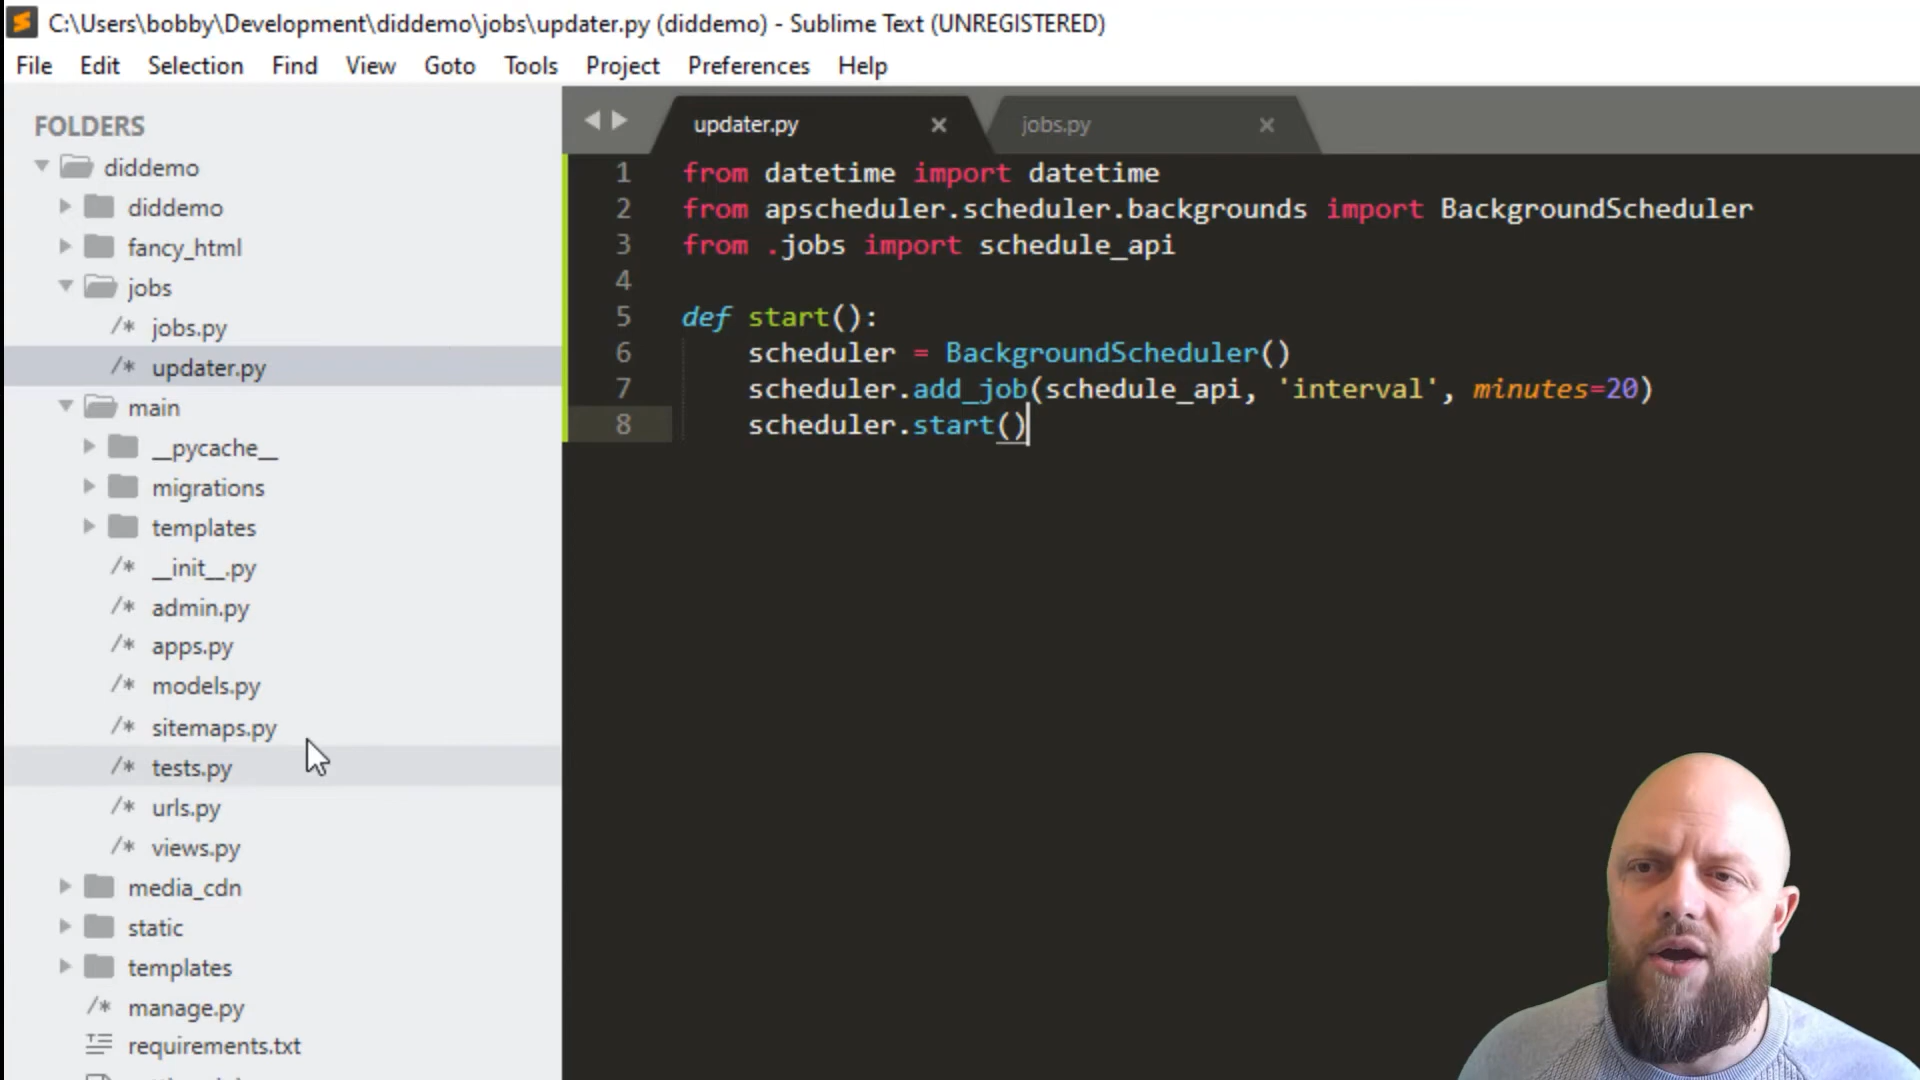 C:\Users\bobby\Development\diddemo\jobs\updater.py (diddemo) - Sublime Text (UNREGISTERED)
File Edit Selection Find View Goto Tools Project Preferences Help
FOLDERS
diddemo
diddemo
fancy_html
jobs
/* jobs.py
/* updater.py
main
__pycache__
migrations
templates
/* __init__.py
/* admin.py
/* apps.py
/* models.py
/* sitemaps.py
/* tests.py
/* urls.py
/* views.py
media_cdn
static
templates
/* manage.py
requirements.txt
updater.py jobs.py
1 from datetime import datetime
2 from apscheduler.scheduler.backgrounds import BackgroundScheduler
3 from .jobs import schedule_api
4
5 def start():
6 scheduler = BackgroundScheduler()
7 scheduler.add_job(schedule_api, 'interval', minutes=20)
8 scheduler.start()